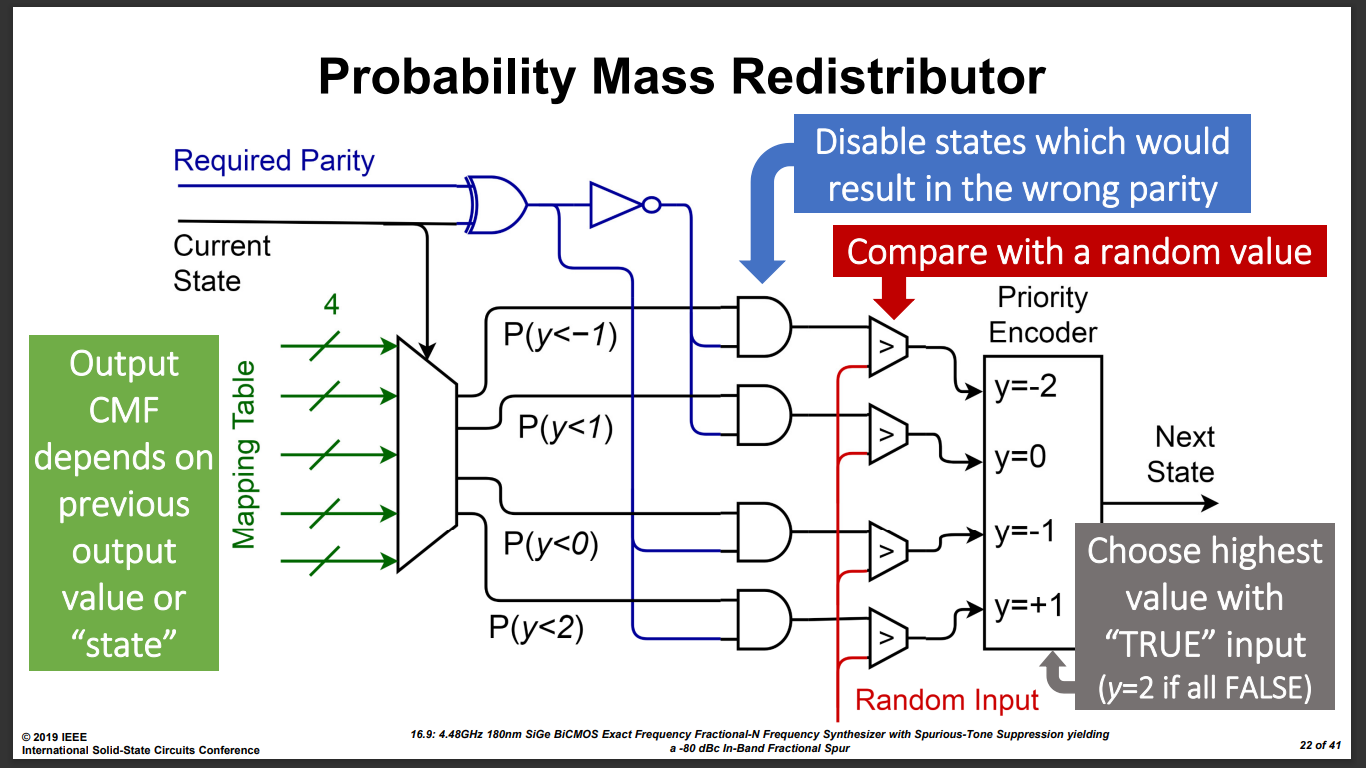 Probability Mass Redistributor
Disable states which would
result in the wrong parity
Required Parity
Compare with a random value
Current
State
Priority
Encoder
4
Output
CMF
depends on
previous
output
value or
“state”
Mapping Table
P(y<−1)
P(y<1)
P(y<0)
P(y<2)
>
>
>
>
y=-2
y=0
y=-1
y=+1
Next
State
Choose highest
value with
“TRUE” input
(y=2 if all FALSE)
Random Input
© 2019 IEEE
International Solid-State Circuits Conference
16.9: 4.48GHz 180nm SiGe BiCMOS Exact Frequency Fractional-N Frequency Synthesizer with Spurious-Tone Suppression yielding
a -80 dBc In-Band Fractional Spur
22 of 41